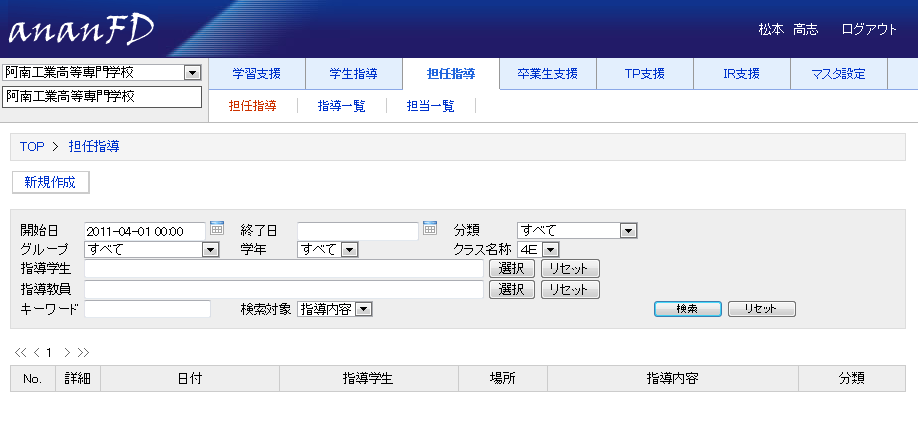 ananFD
松本 高志 ログアウト
阿南工業高等専門学校
阿南工業高等専門学校
学習支援 学生指導 担任指導 卒業生支援 TP支援 IR支援 マスタ設定
担任指導 指導一覧 担当一覧
TOP > 担任指導
新規作成
開始日 2011-04-01 00:00 終了日 分類 すべて
グループ すべて 学年 すべて クラス名称 4E
指導学生 選択 リセット
指導教員 選択 リセット
キーワード 検索対象 指導内容 検索 リセット
<< < 1 > >>
No. 詳細 日付 指導学生 場所 指導内容 分類